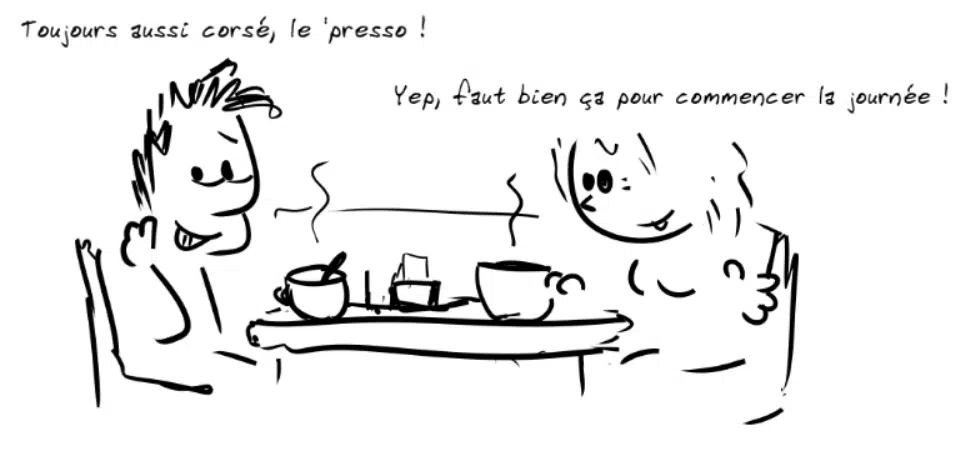 Toujours aussi corsé, le 'presso !
Yep, faut bien ça pour commencer la journée !